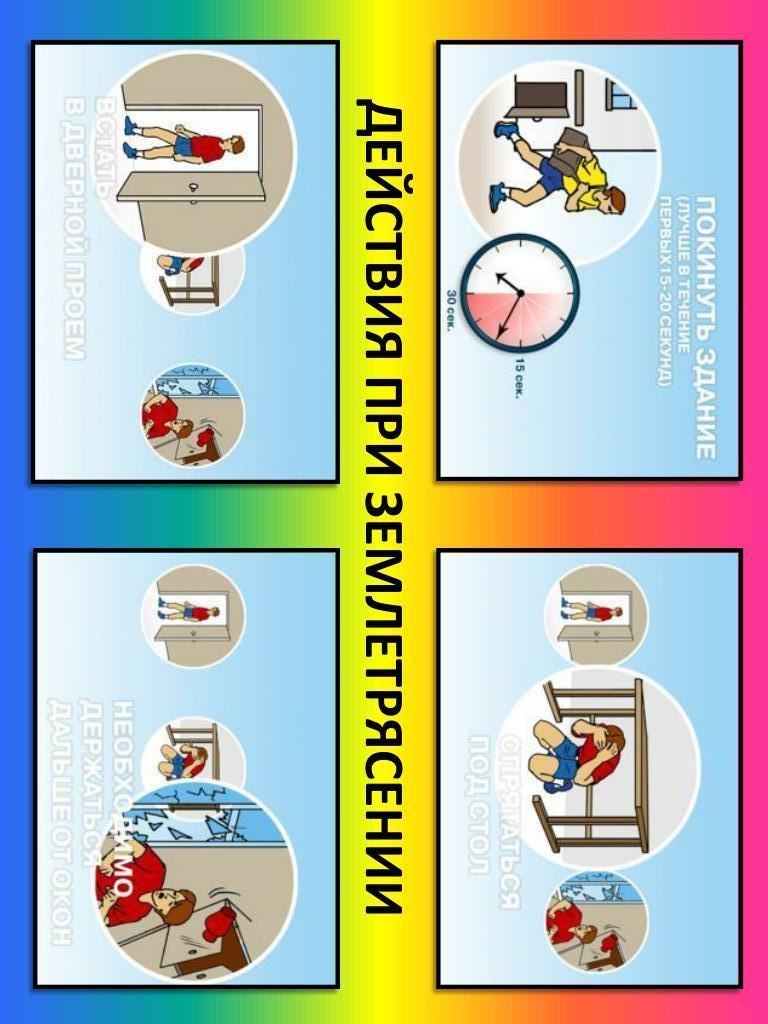 ПОКИНУТЬ ЗДАНИЕ
(ЛУЧШЕ В ТЕЧЕНИЕ
ПЕРВЫХ 15-20 СЕКУНД)
15 сек.
30 сек.
СПРЯТАТЬСЯ
ПОД СТОЛ
ДЕЙСТВИЯ ПРИ ЗЕМЛЕТРЯСЕНИИ
ВСТАТЬ
В ДВЕРНОЙ ПРОЕМ
НЕОБХОДИМО
ДЕРЖАТЬСЯ
ДАЛЬШЕ ОТ ОКОН